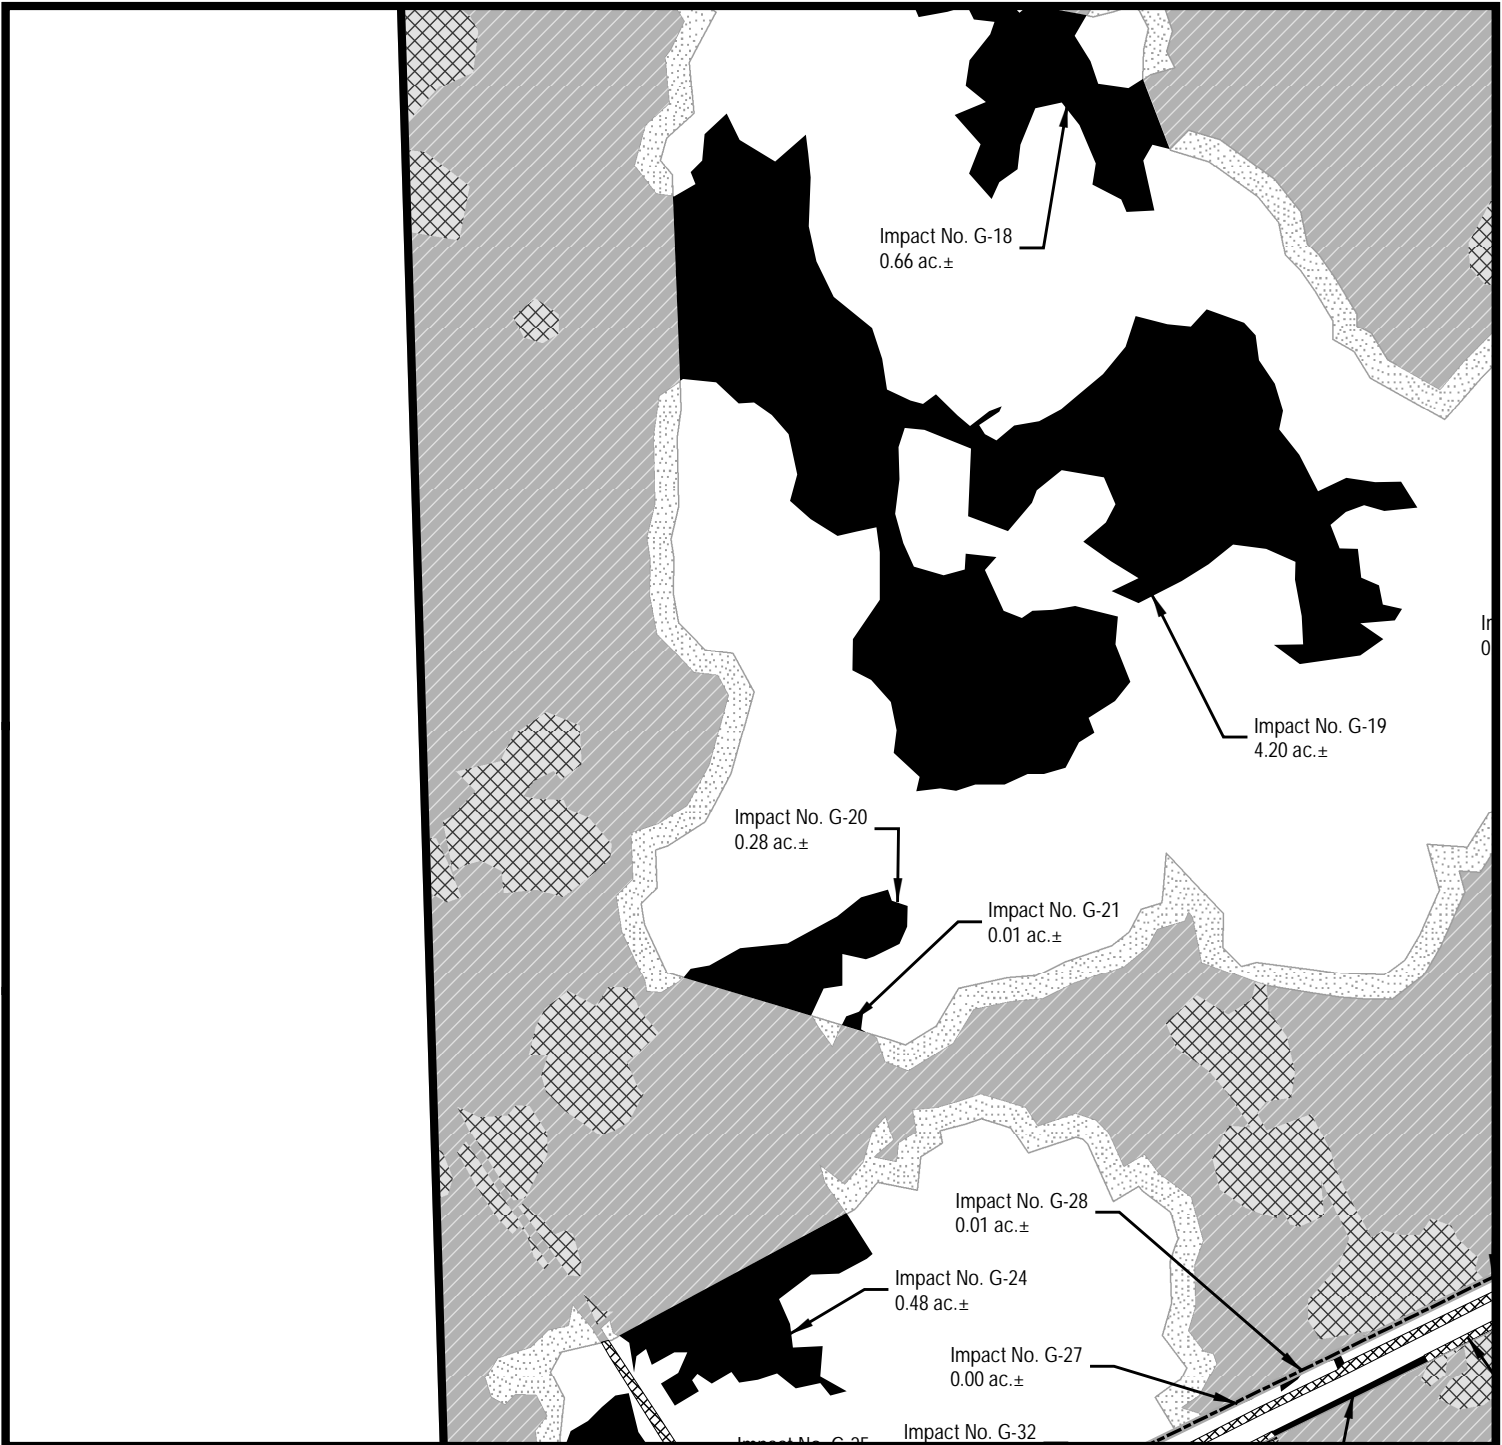 Impact No. G-18
0.66 ac.±
Impact No. G-19
4.20 ac.±
Impact No. G-20
0.28 ac.±
Impact No. G-21
0.01 ac.±
Impact No. G-28
0.01 ac.±
Impact No. G-24
0.48 ac.±
Impact No. G-27
0.00 ac.±
Impact No. G-32